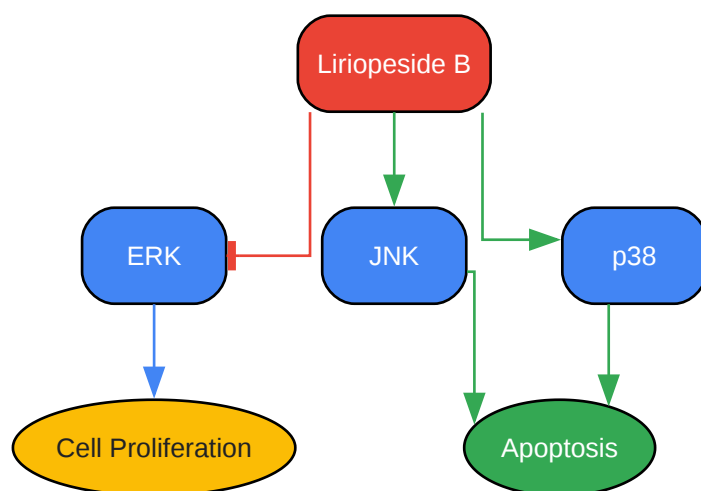 Liriopeside B
ERK
JNK
p38
Cell Proliferation
Apoptosis